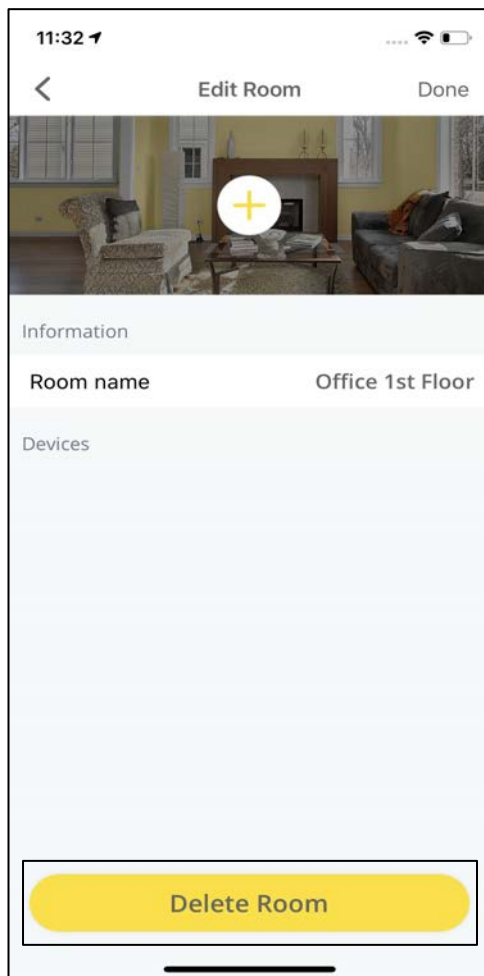 11:32
Edit Room
Done
Information
Room name Office 1st Floor
Devices
Delete Room